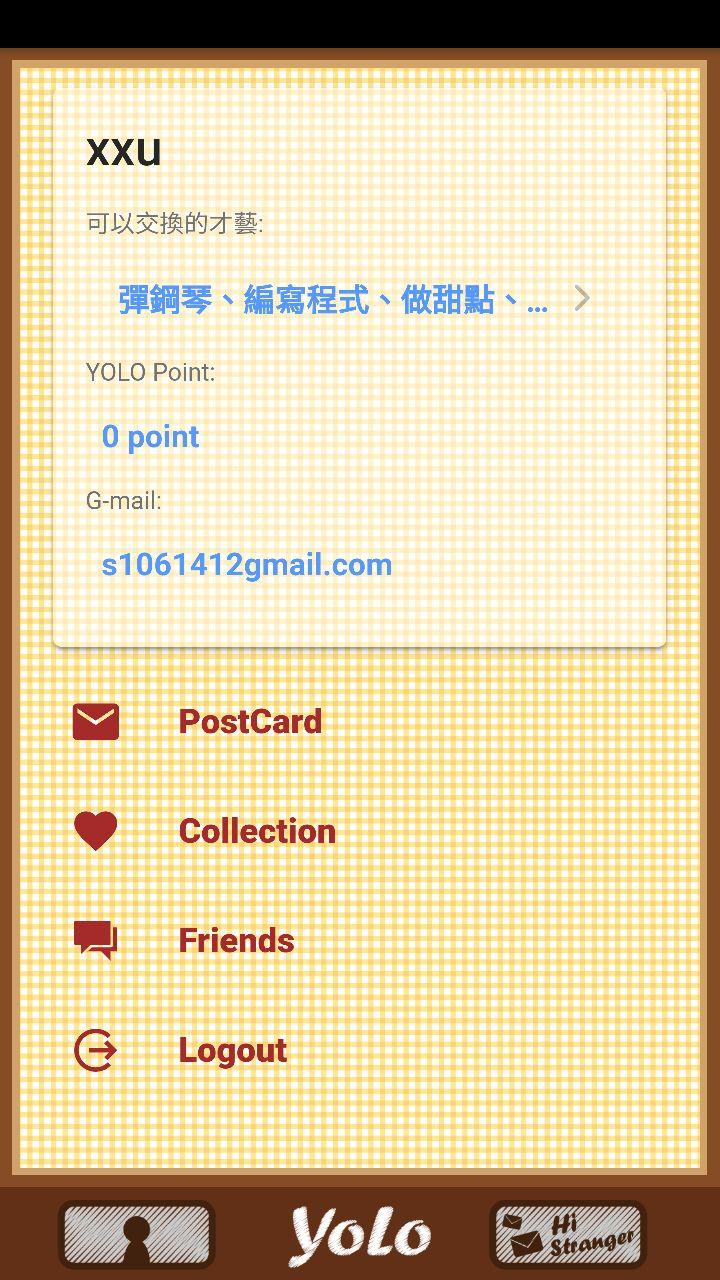 xxu
可以交換的才藝:
彈鋼琴、編寫程式、做甜點、...
YOLO Point:
0 point
G-mail:
s1061412gmail.com
PostCard
Collection
Friends
Logout
YoLo
Hi
Stranger